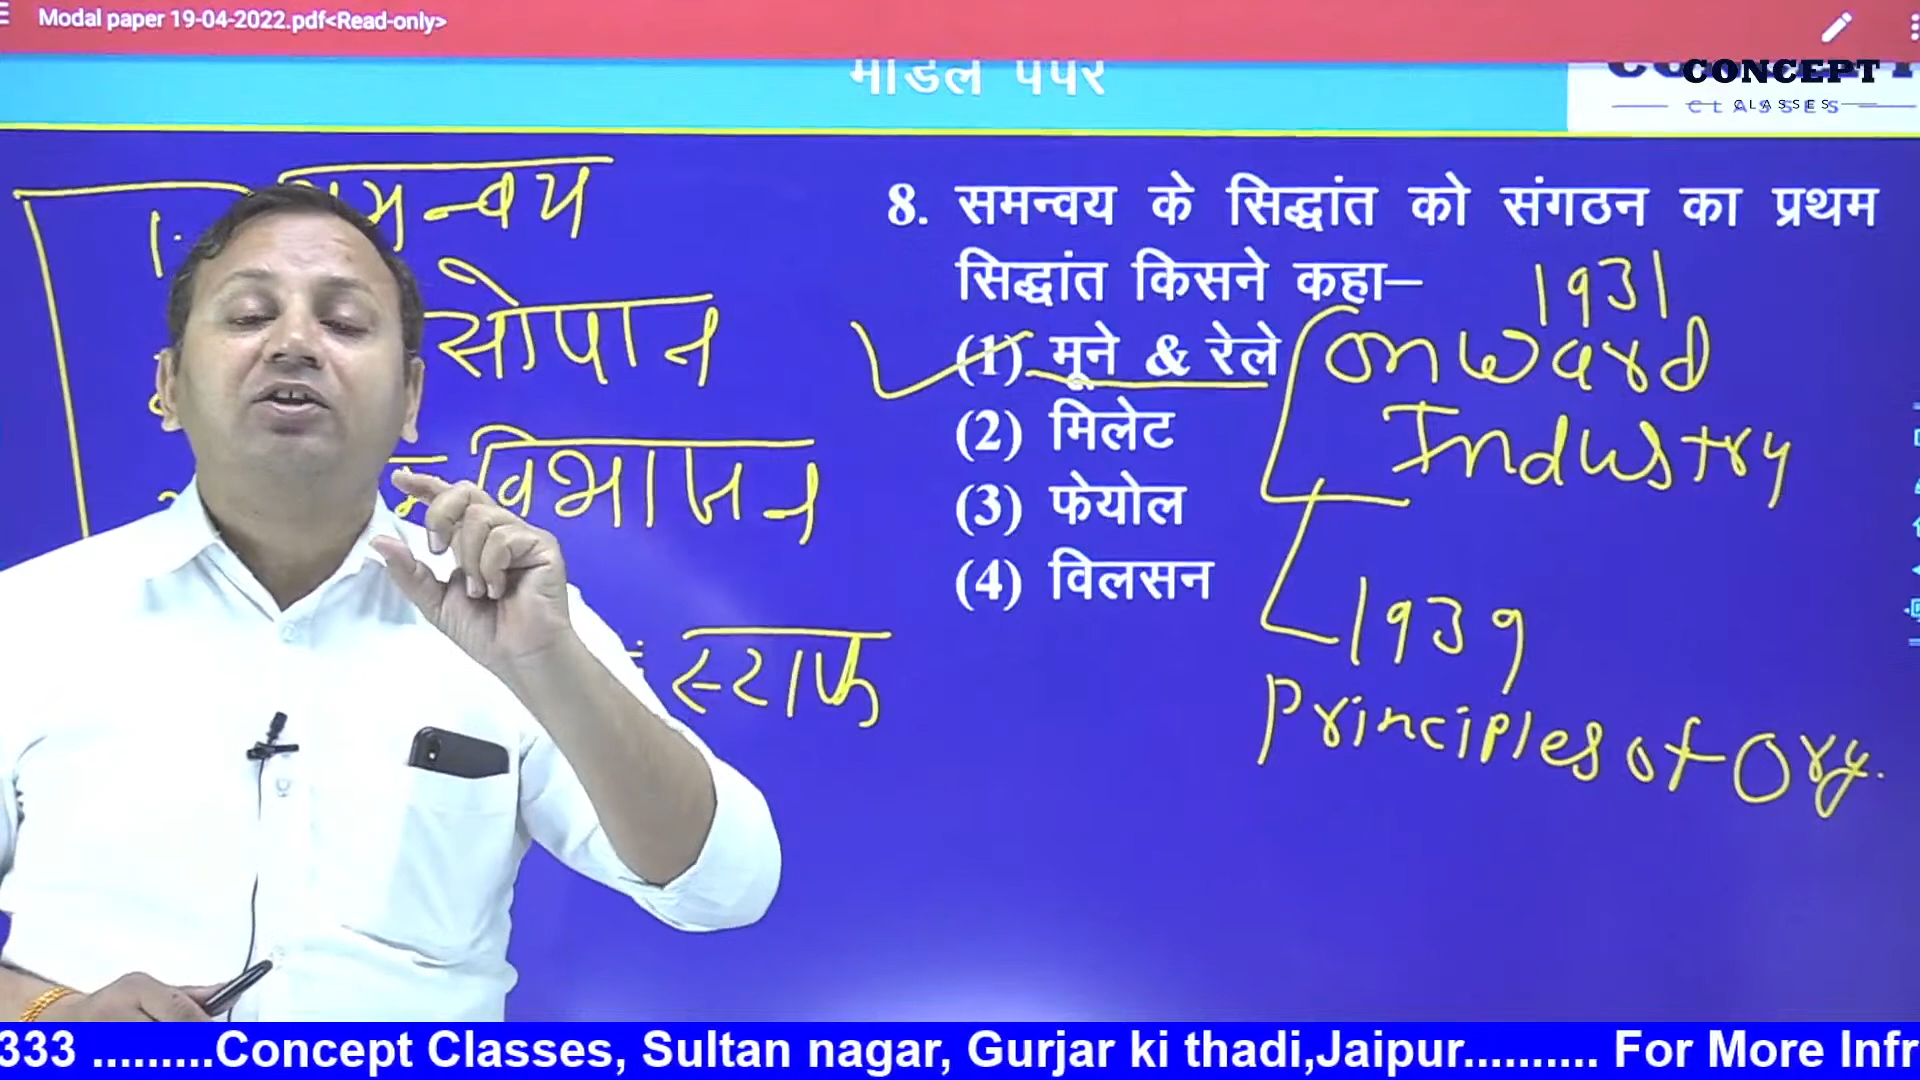 Modal paper 19-04-2022.pdf<Read-only>
मॉडल पेपर
CONCEPT
CLASSES
1.
सोपान
विभाजन
स्टाफ
8. समन्वय के सिद्धांत को संगठन का प्रथम
सिद्धांत किसने कहा–
(1) मूने & रेले
(2) मिलेट
(3) फेयोल
(4) विलसन
1931
onward
Industry
1939
Principles of Org.
333 .........Concept Classes, Sultan nagar, Gurjar ki thadi,Jaipur.......... For More Infr